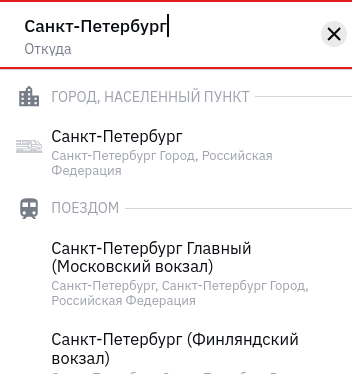 Санкт-Петербург
Откуда
ГОРОД, НАСЕЛЕННЫЙ ПУНКТ
Санкт-Петербург
Санкт-Петербург Город, Российская
Федерация
ПОЕЗДОМ
Санкт-Петербург Главный
(Московский вокзал)
Санкт-Петербург, Санкт-Петербург Город,
Российская Федерация
Санкт-Петербург (Финляндский
вокзал)